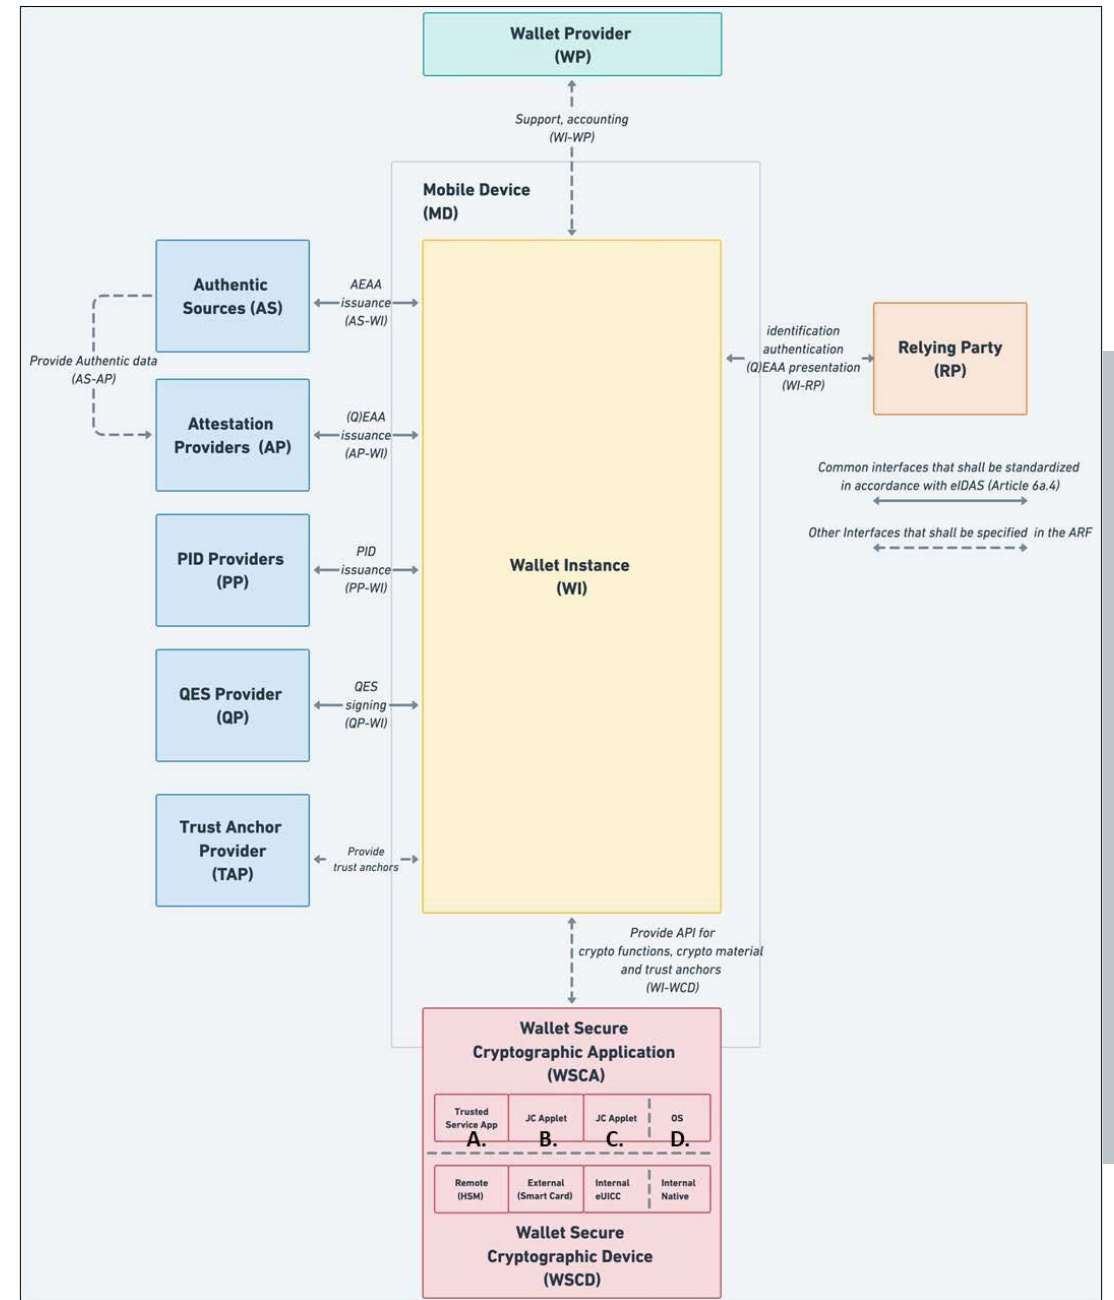 Wallet Provider
(WP)
Support, accounting
(WI-WP)
Mobile Device
(MD)
Authentic
Sources (AS)
AEAA
issuance
(AS-WI)
Provide Authentic data
(AS-AP)
Attestation
Providers (AP)
(Q)EAA
issuance
(AP-WI)
PID Providers
(PP)
PID
issuance
(PP-WI)
QES Provider
(QP)
QES
signing
(QP-WI)
Trust Anchor
Provider
(TAP)
Provide
trust anchors
Wallet Instance
(WI)
identification
authentication
(Q)EAA presentation
(WI-RP)
Relying Party
(RP)
Common interfaces that shall be standardized
in accordance with eIDAS (Article 6a.4)
Other Interfaces that shall be specified in the ARF
Provide API for
crypto functions, crypto material
and trust anchors
(WI-WCD)
Wallet Secure
Cryptographic Application
(WSCA)
Trusted
Service App
A.
JC Applet
B.
JC Applet
C.
OS
D.
Remote
(HSM)
External
(Smart Card)
Internal
eUICC
Internal
Native
Wallet Secure
Cryptographic Device
(WSCD)